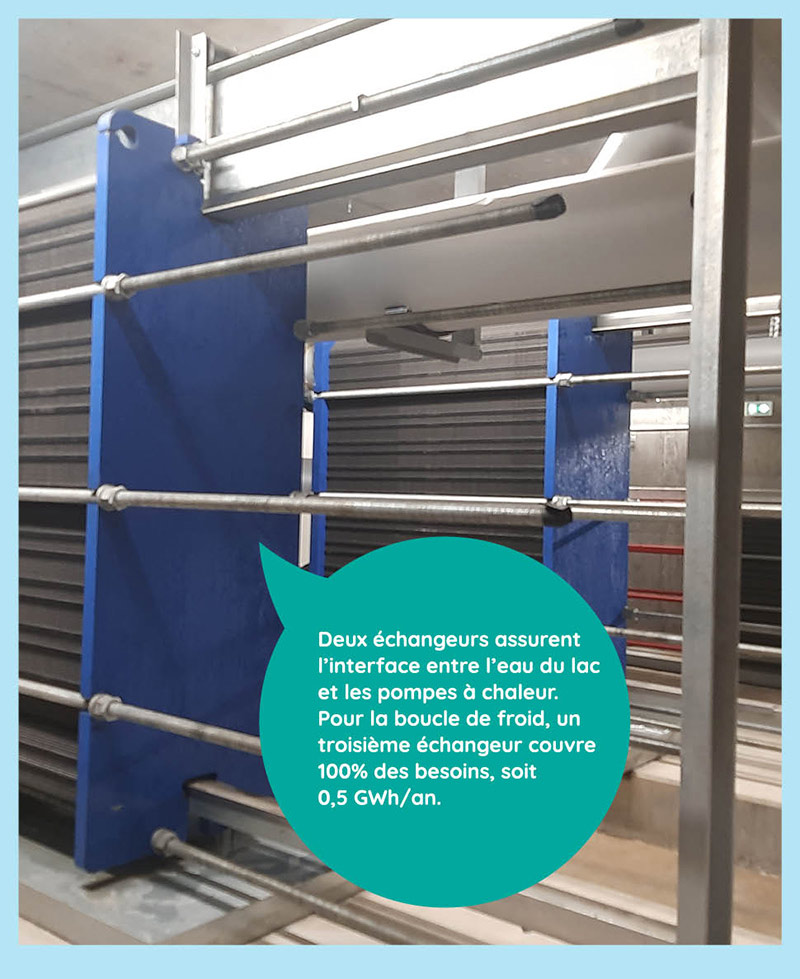 Deux échangeurs assurent
l’interface entre l’eau du lac
et les pompes à chaleur.
Pour la boucle de froid, un
troisième échangeur couvre
100% des besoins, soit
0,5 GWh/an.